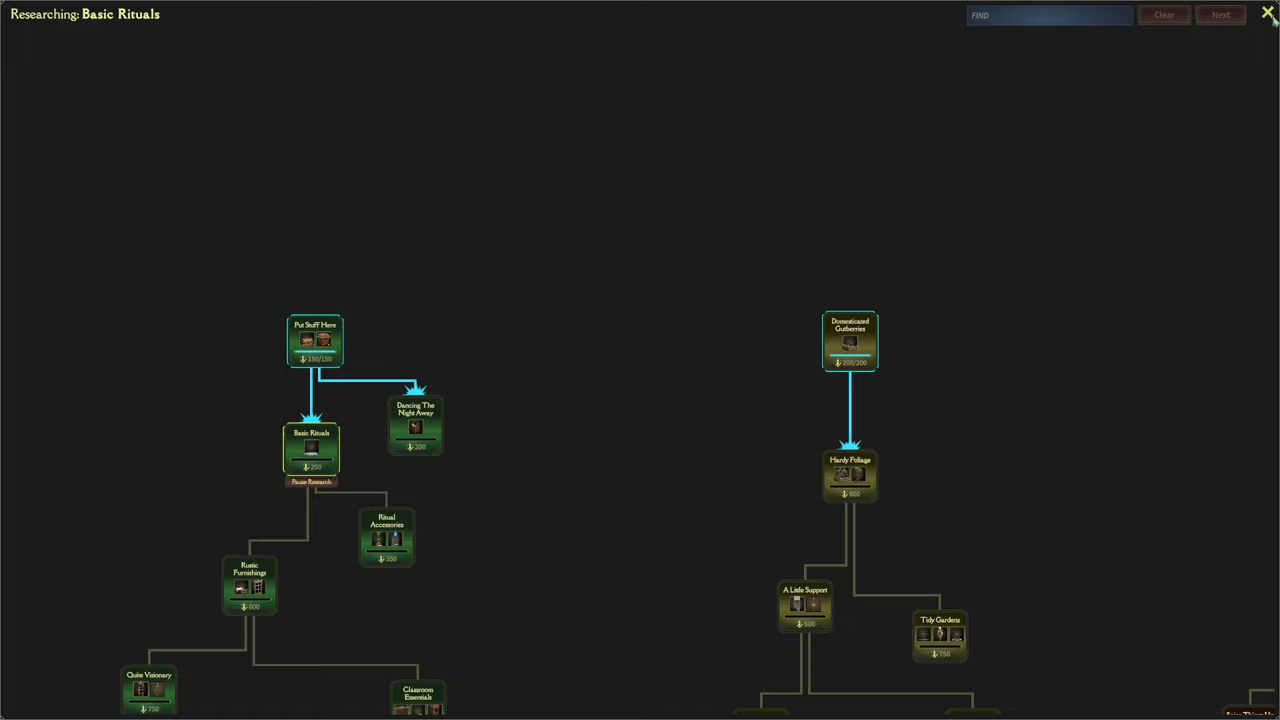 Researching: Basic Rituals
FIND
Clear
Next
Put Stuff Here
150/150
Domesticated
Gutberries
200/200
Dancing The
Night Away
200
Basic Rituals
250
Pause Research
Hardy Foliage
600
Ritual
Accessories
350
Rustic
Furnishings
600
A Little Support
600
Tidy Gardens
750
Quite Visionary
750
Classroom
Essentials